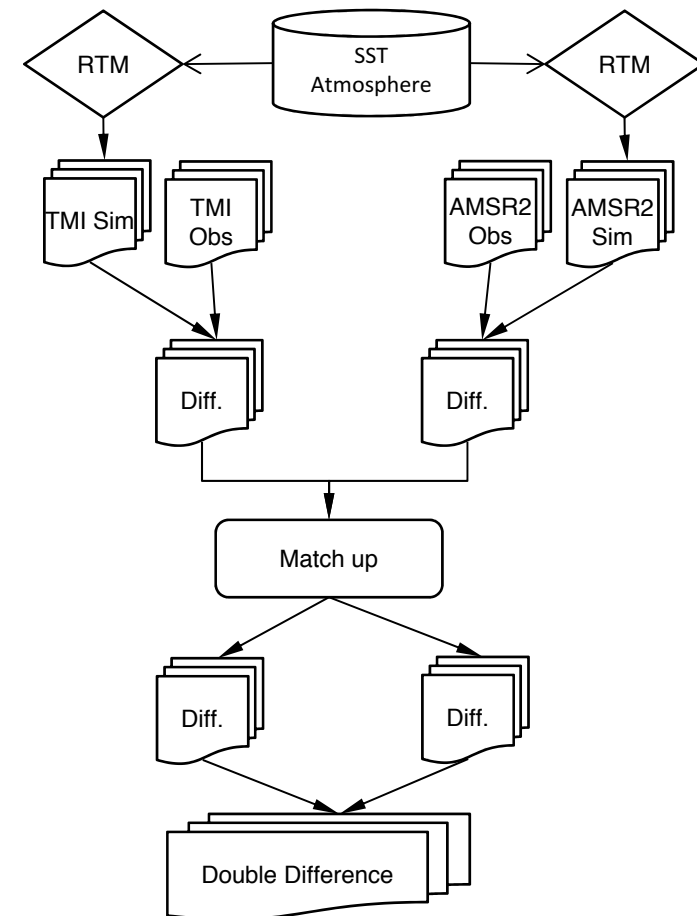 RTM
SST
Atmosphere
RTM
TMI Sim
TMI
Obs
AMSR2
Obs
AMSR2
Sim
Diff.
Diff.
Match up
Diff.
Diff.
Double Difference